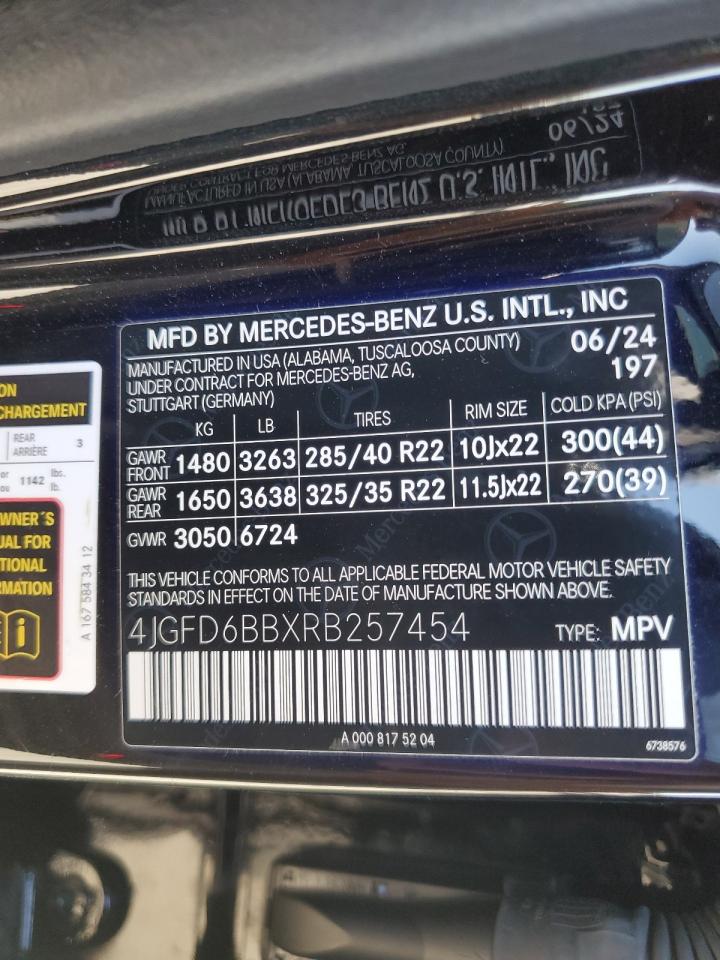 MFD BY MERCEDES-BENZ U.S. INTL., INC
MANUFACTURED IN USA (ALABAMA, TUSCALOOSA COUNTY) 06/24
UNDER CONTRACT FOR MERCEDES-BENZ AG, 197
STUTTGART (GERMANY)
KG LB TIRES RIM SIZE COLD KPA (PSI)
GAWR FRONT 1480 3263 285/40 R22 10Jx22 300(44)
GAWR REAR 1650 3638 325/35 R22 11.5Jx22 270(39)
GVWR 3050 6724
THIS VEHICLE CONFORMS TO ALL APPLICABLE FEDERAL MOTOR VEHICLE SAFETY
STANDARDS IN EFFECT ON THE DATE OF MANUFACTURE SHOWN ABOVE.
4JGFD6BBXRB257454 TYPE: MPV
A 000 817 52 04
6738576
ON
CHARGEMENT
REAR 3
ARRIÈRE
or 1142 lbs.
ou lb.
OWNER'S
UAL FOR
TIONAL
RMATION
A 167 584 34 12